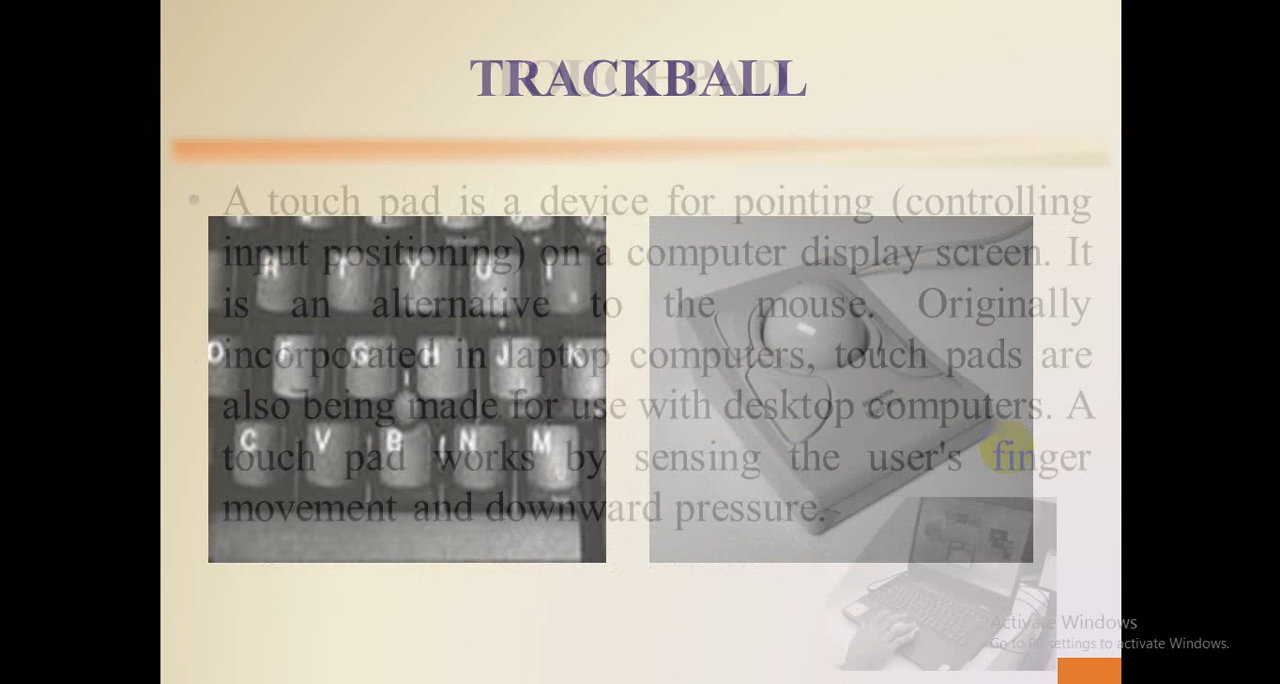 TRACKBALL
TOUCH PAD
• A touch pad is a device for pointing (controlling
input positioning) on a computer display screen. It
is an alternative to the mouse. Originally
incorporated in laptop computers, touch pads are
also being made for use with desktop computers. A
touch pad works by sensing the user's finger
movement and downward pressure.
R T Y U I
D F G H J K
C V B N M
Activate Windows
Go to PC settings to activate Windows.